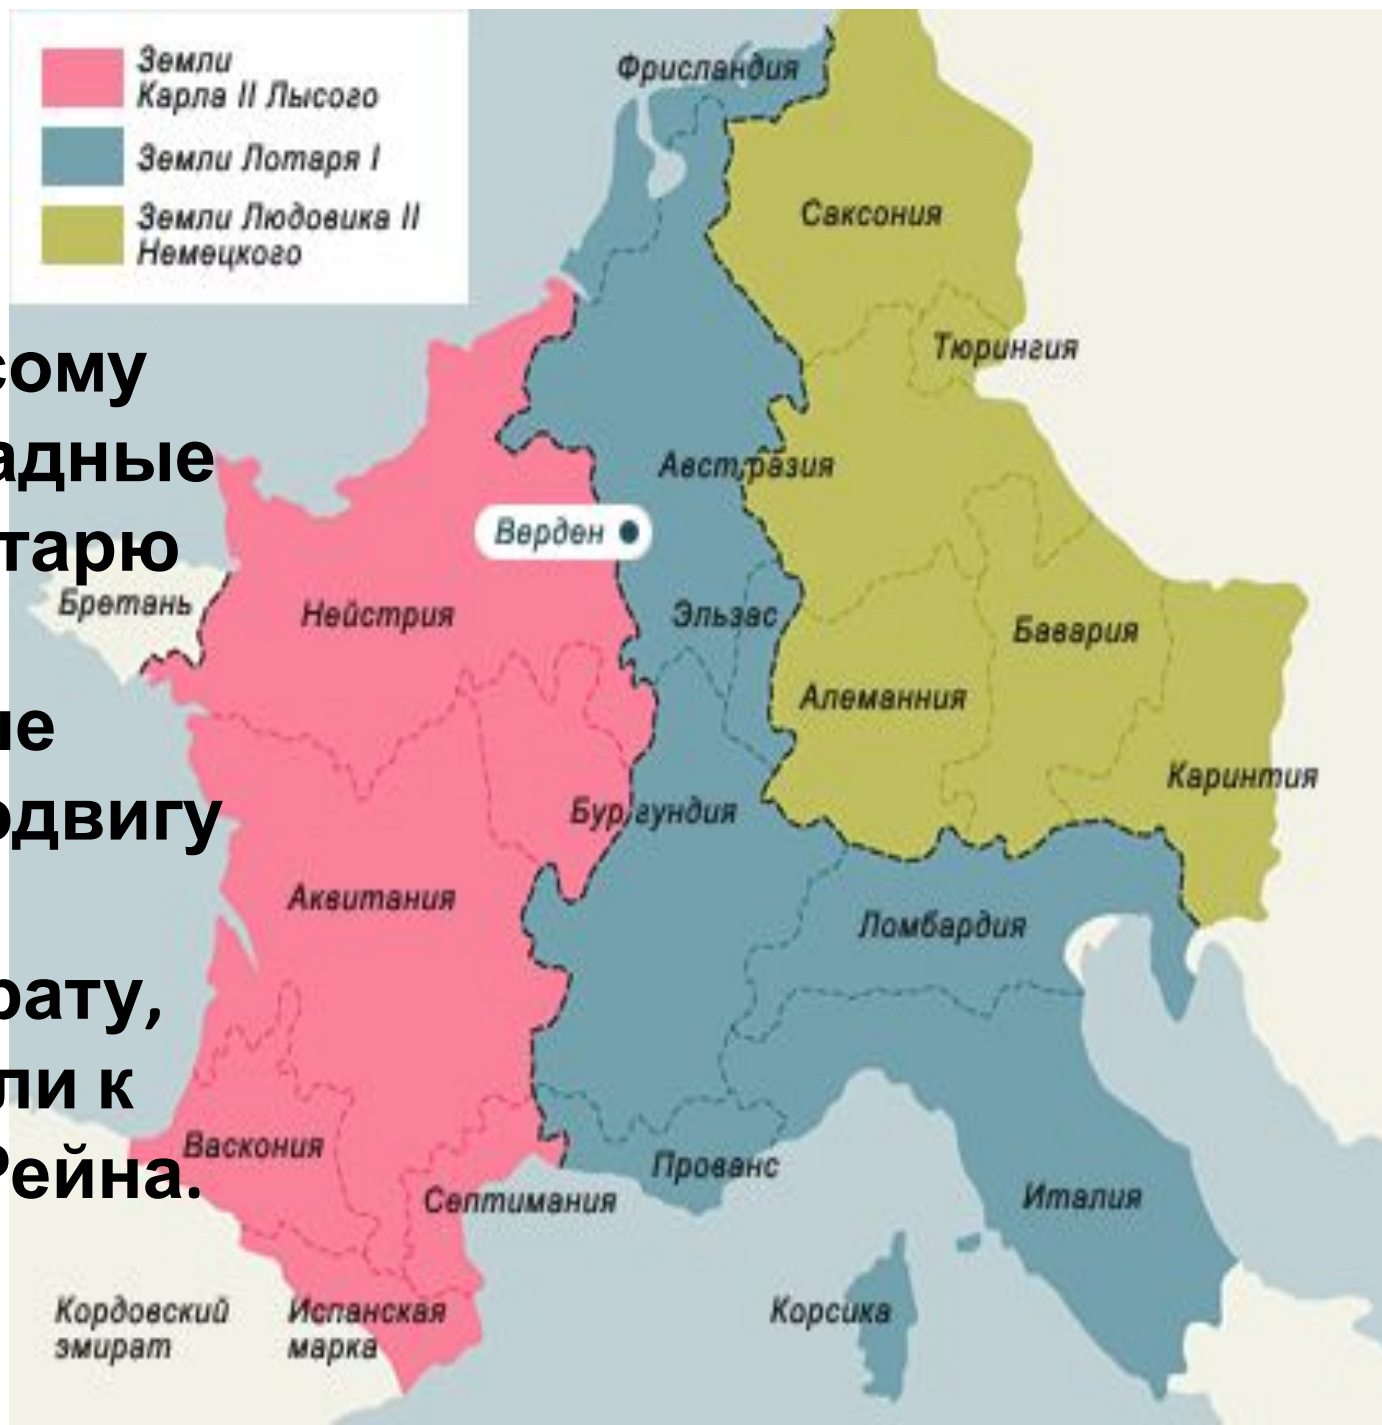 Земли
Карла II Лысого
Земли Лотаря I
Земли Людовика II
Немецкого
сому
адные
тарю
одвигу
рату,
ли к
Рейна.
Фрисландия
Саксония
Тюрингия
Австразия
Верден
Бретань
Нейстрия
Эльзас
Бавария
Алеманния
Каринтия
Бургундия
Аквитания
Ломбардия
Васкония
Прованс
Септимания
Италия
Кордовский
эмират
Испанская
марка
Корсика